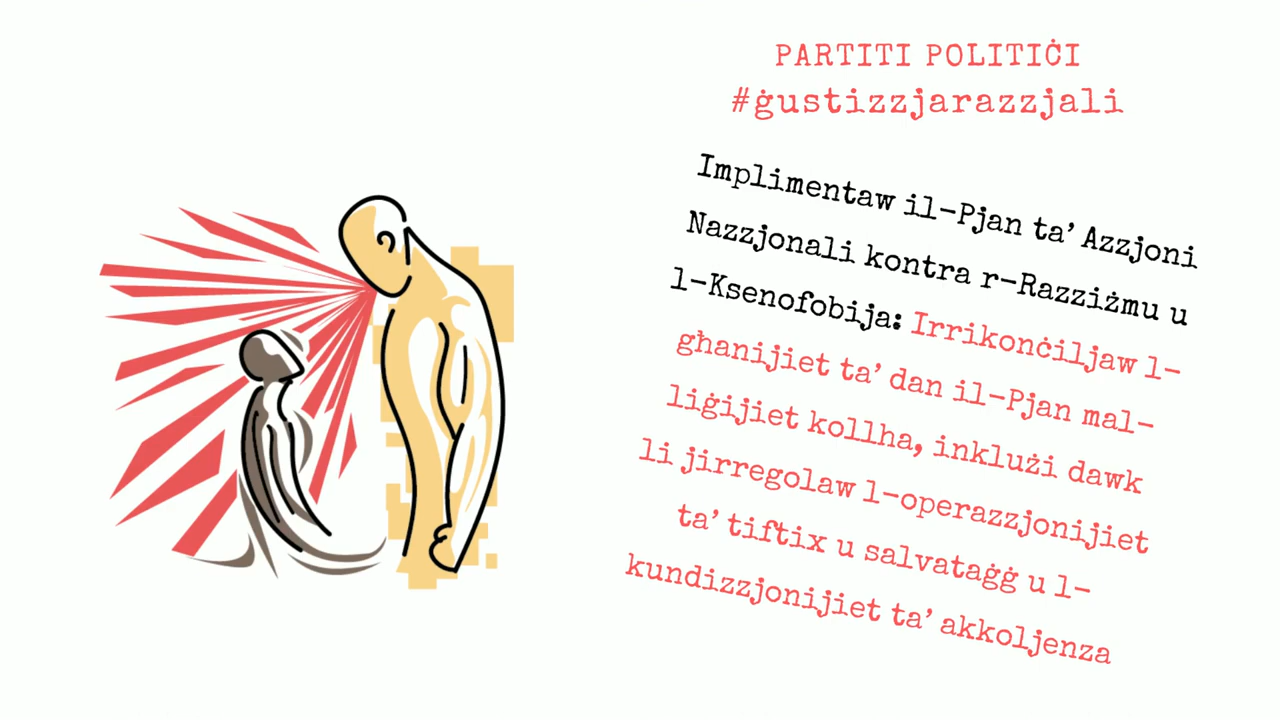 PARTITI POLITIĊI
#ġustizzjarazzjali
Implimentaw il-Pjan ta’ Azzjoni
Nazzjonali kontra r-Razziżmu u
l-Ksenofobija: Irrikonċiljaw l-
għanijiet ta’ dan il-Pjan mal-
liġijiet kollha, inklużi dawk
li jirregolaw l-operazzjonijiet
ta’ tiftix u salvataġġ u l-
kundizzjonijiet ta’ akkoljenza